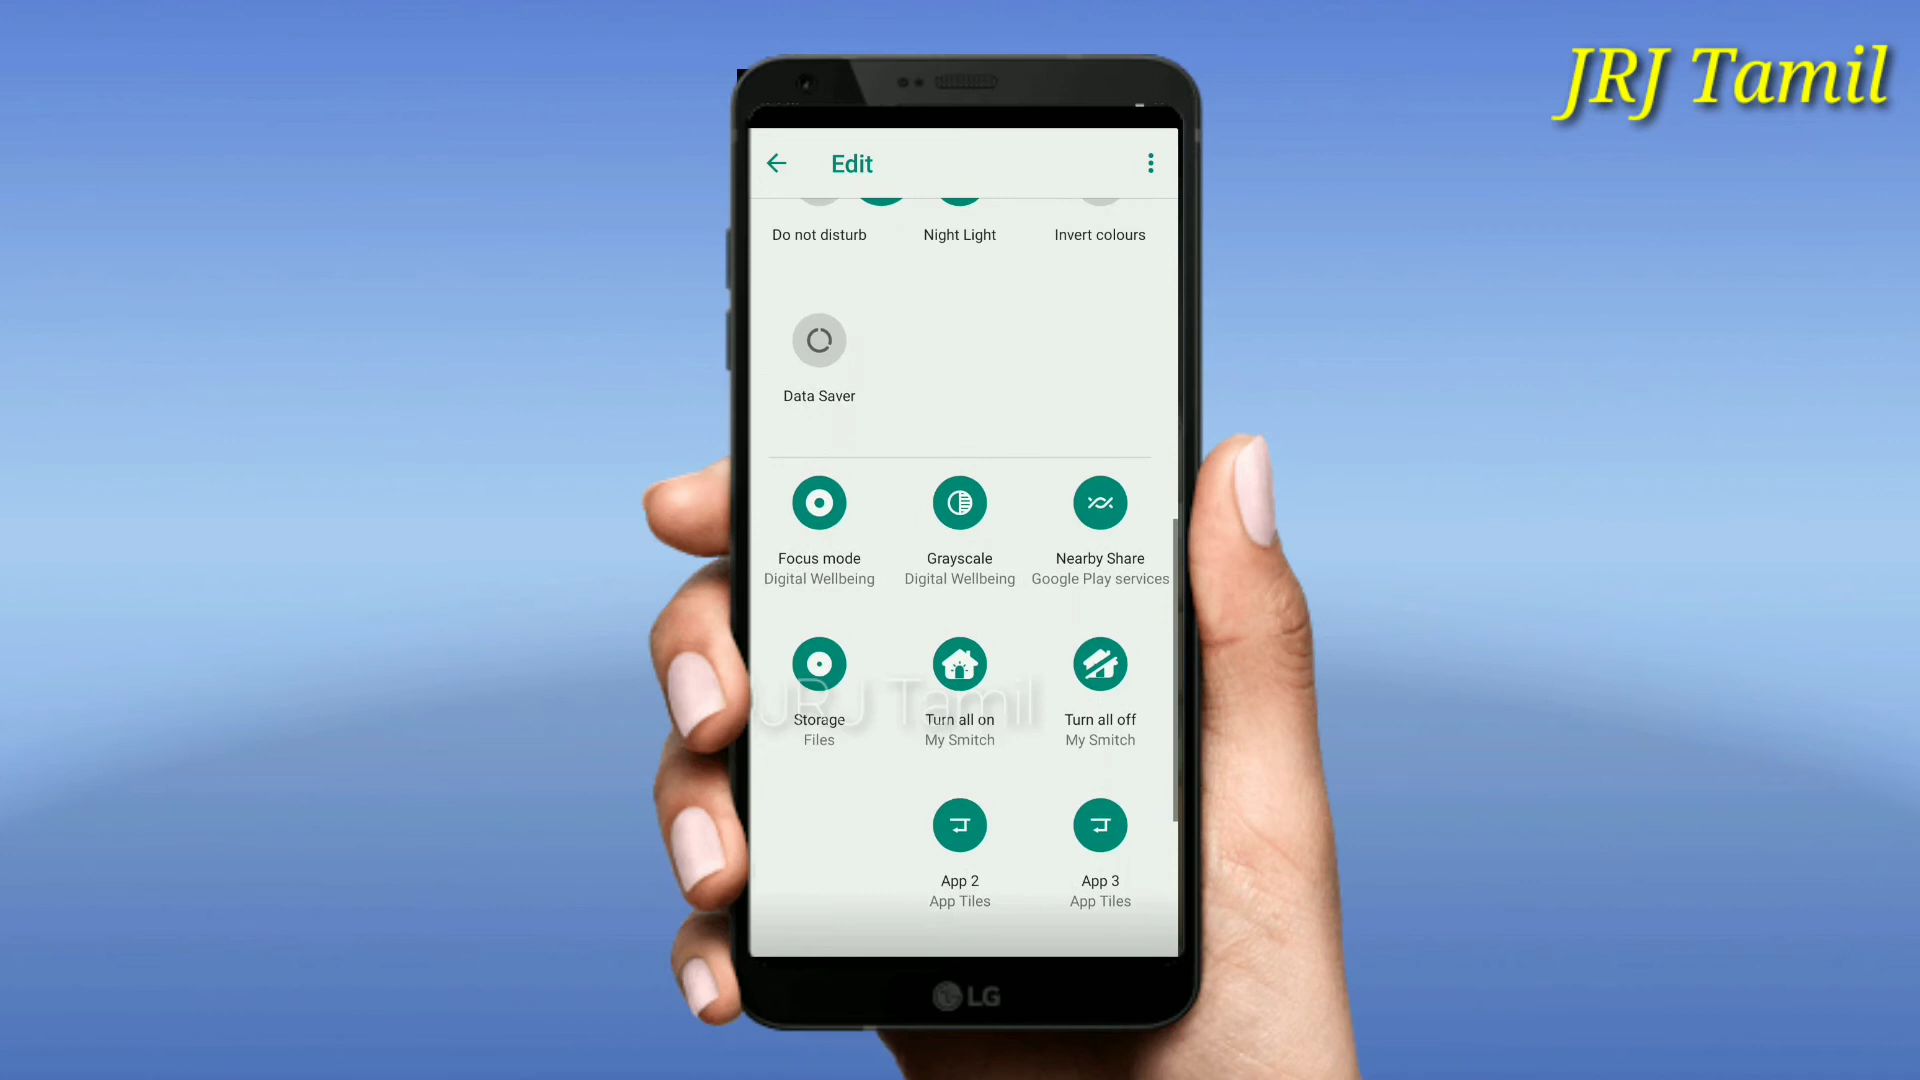 JRJ Tamil
Edit
Do not disturb
Night Light
Invert colours
Data Saver
Focus mode
Digital Wellbeing
Grayscale
Digital Wellbeing
Nearby Share
Google Play services
JRJ Tamil
Storage
Files
Turn all on
My Smitch
Turn all off
My Smitch
App 2
App Tiles
App 3
App Tiles
LG